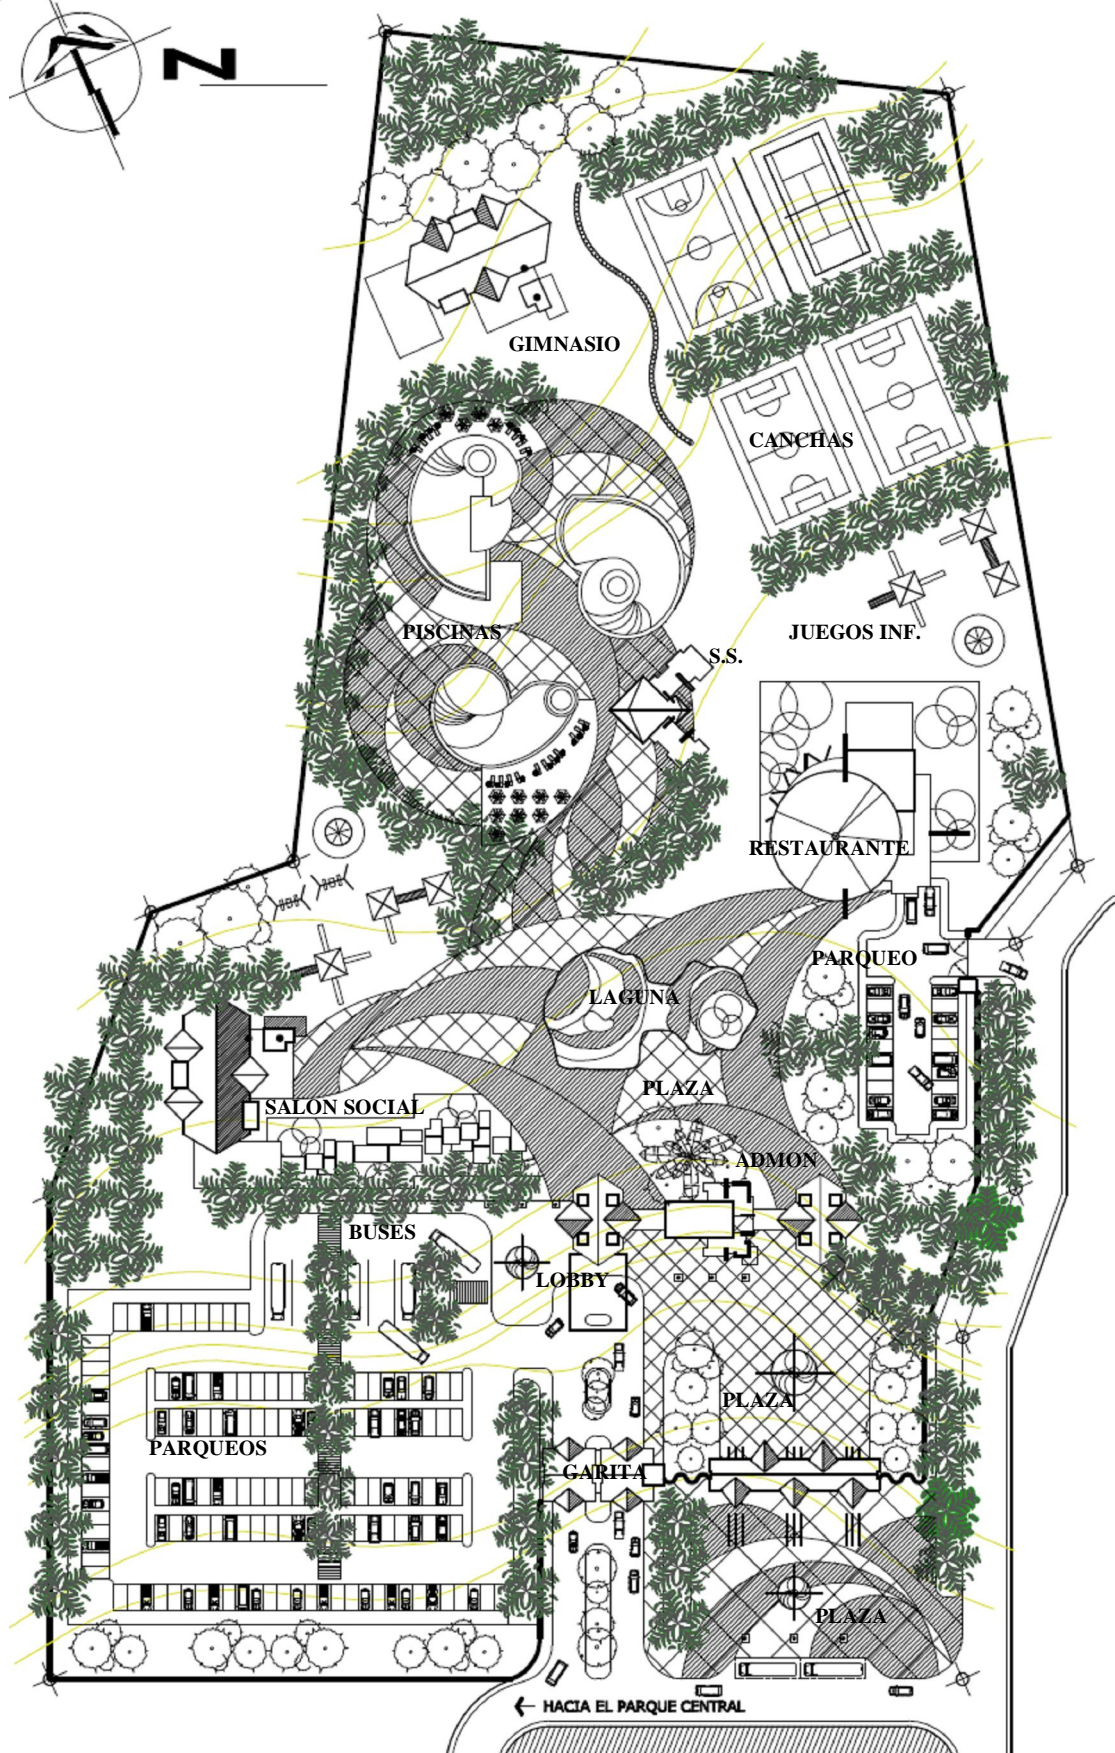 N
GIMNASIO
CANCHAS
PISCINAS
JUEGOS INF.
S.S.
RESTAURANTE
PARQUEO
LAGUNA
PLAZA
SALON SOCIAL
ADMON
BUSES
LOBBY
PLAZA
PARQUEOS
GARITA
PLAZA
HACIA EL PARQUE CENTRAL